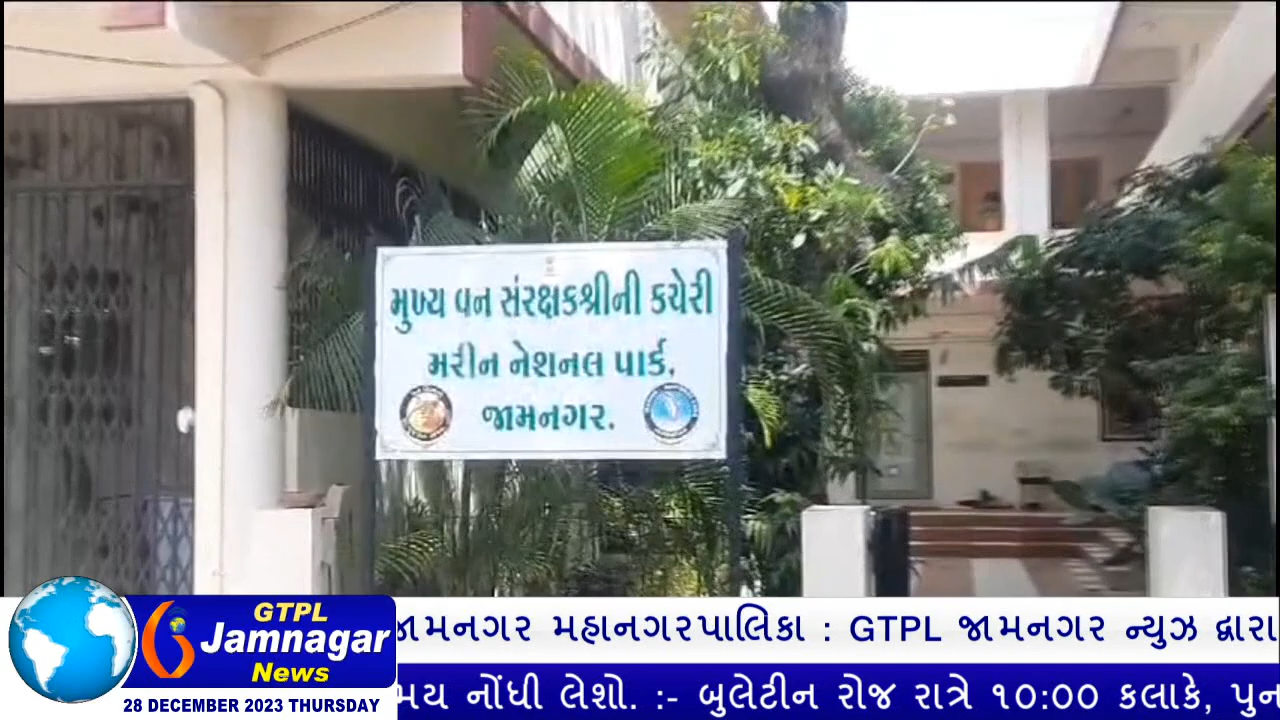 મુખ્ય વન સંરક્ષકશ્રીની કચેરી
મરીન નેશનલ પાર્ક,
જામનગર.
GTPL
Jamnagar
News
28 DECEMBER 2023 THURSDAY
જામનગર મહાનગરપાલિકા : GTPL જામનગર ન્યુઝ દ્વારા
મય નોંધી લેશો. :- બુલેટીન રોજ રાત્રે ૧૦:૦૦ કલાકે, પુન